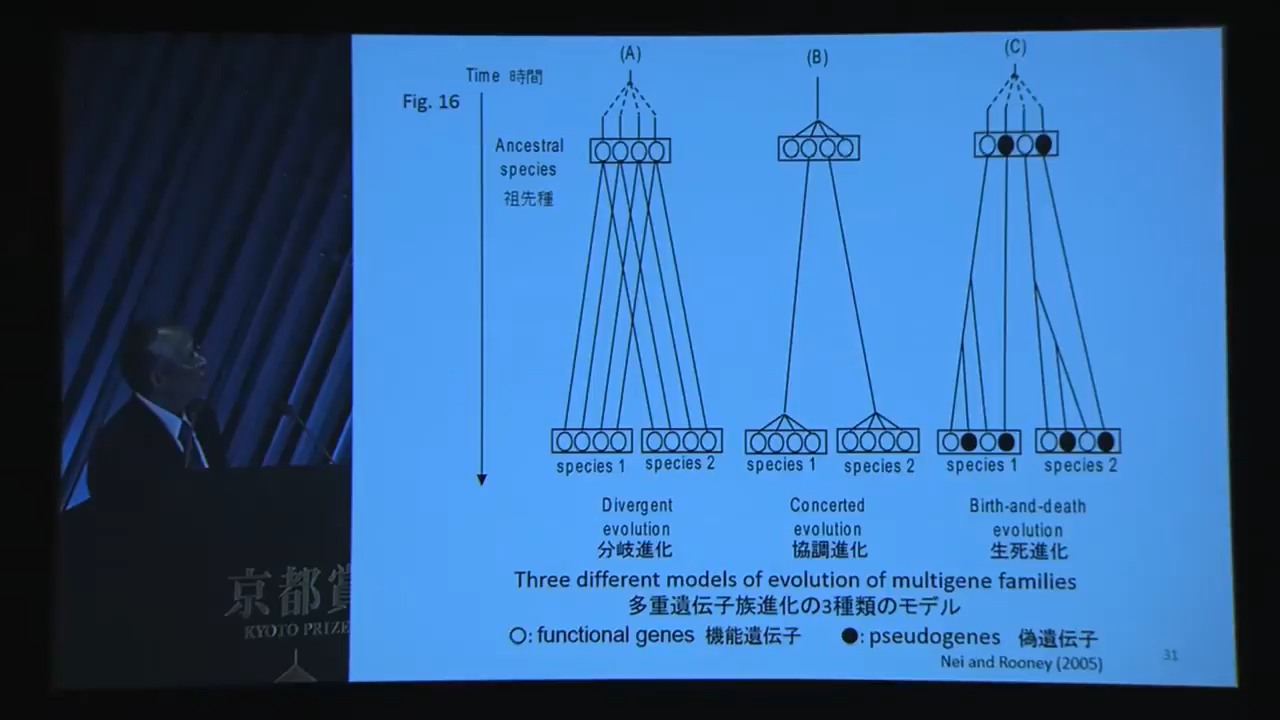 (A)
(B)
(C)
Time 時間
Fig. 16
Ancestral
species
祖先種
species 1
species 2
species 1
species 2
species 1
species 2
Divergent
evolution
分岐進化
Concerted
evolution
協調進化
Birth-and-death
evolution
生死進化
Three different models of evolution of multigene families
多重遺伝子族進化の3種類のモデル
○: functional genes 機能遺伝子 ●: pseudogenes 偽遺伝子
Nei and Rooney (2005)
31
京都賞
KYOTO PRIZE